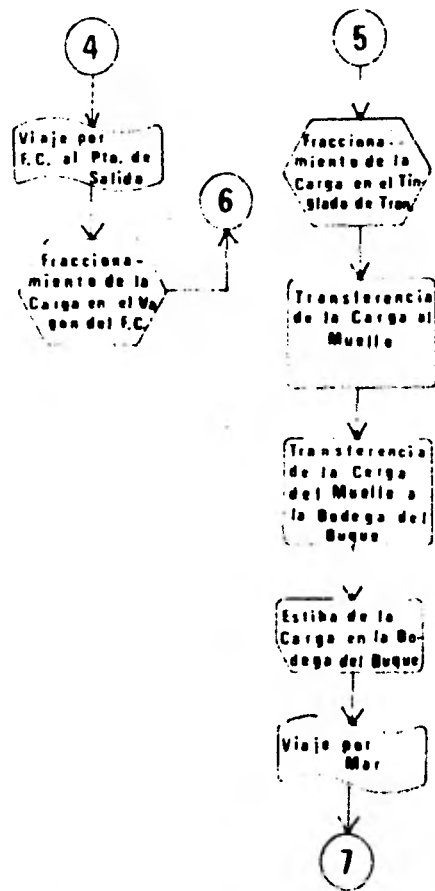 4
Viaje por
F.C. al Pto. de
Salida
Fracciona-
miento de la
Carga en el Va
gon del F.C.
6
5
Fracciona-
miento de la
Carga en el Tin
glado de Tran.
Transferencia
de la Carga al
Muelle
Transferencia
de la Cerga
del Muelle a
la Bodega del
Buque
Estiba de la
Carga en la Bo-
dega del Buque
Viaje por
Mar
7